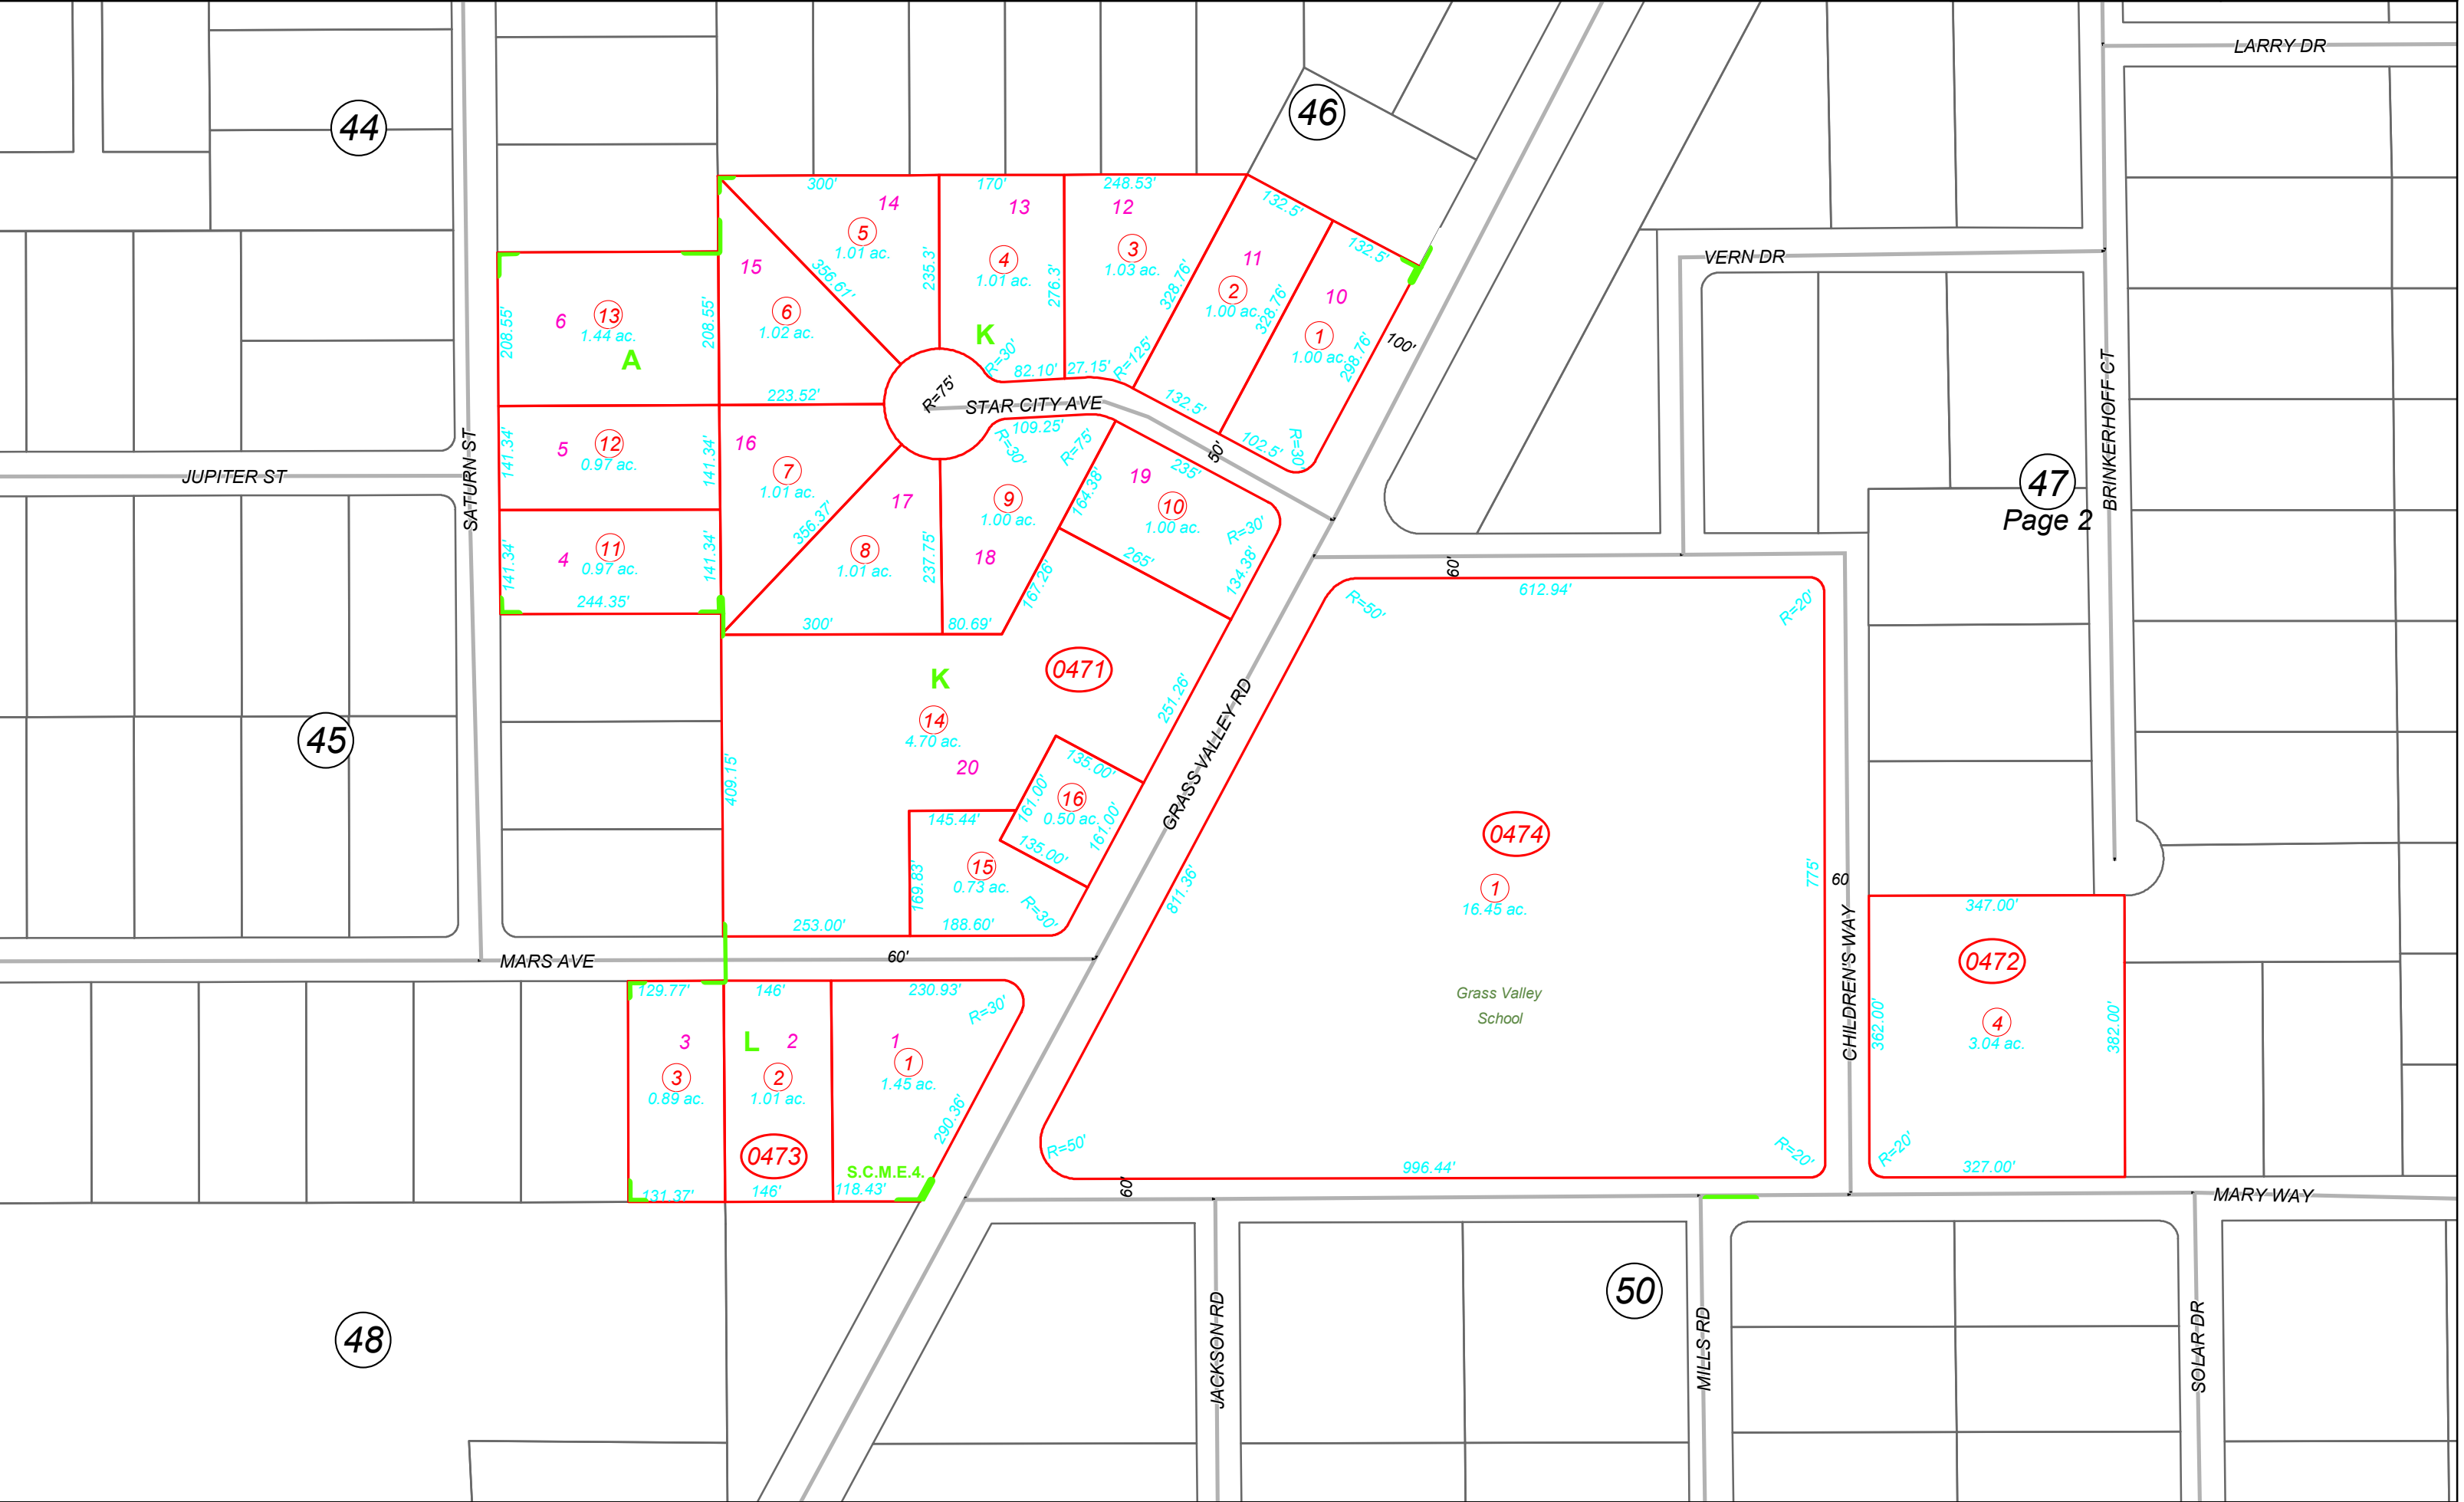 LARRY DR
46
44
300'
14
170'
13
248.53'
12
132.5'
5
1.01 ac.
235.3'
4
1.01 ac.
276.3'
3
1.03 ac.
328.76'
11
2
1.00 ac.
328.76'
132.5'
10
1
1.00 ac.
298.76'
100'
VERN DR
15
356.61'
6
1.02 ac.
208.55'
6
13
1.44 ac.
208.55'
A
K
R=30'
82.10'
27.15'
R=125'
223.52'
R=75'
STAR CITY AVE
132.5'
102.5'
R=30'
50'
BRINKERHOFF CT
47
Page 2
SATURN ST
JUPITER ST
141.34'
5
12
0.97 ac.
141.34'
16
7
1.01 ac.
109.25'
R=30'
R=75'
235'
19
10
1.00 ac.
164.38'
R=30'
134.38'
265'
17
9
1.00 ac.
356.37'
8
1.01 ac.
237.75'
18
167.26'
141.34'
4
11
0.97 ac.
141.34'
244.35'
300'
80.69'
60'
612.94'
R=50'
R=20'
0471
K
14
4.70 ac.
20
251.26'
GRASS VALLEY RD
45
409.15'
135.00'
161.00'
16
0.50 ac.
161.00'
135.00'
145.44'
15
0.73 ac.
169.83'
R=30'
253.00'
188.60'
811.36'
0474
1
16.45 ac.
775'
60
CHILDREN'S WAY
347.00'
0472
4
3.04 ac.
362.00'
382.00'
R=20'
327.00'
Grass Valley
School
MARS AVE
60'
129.77'
146'
230.93'
R=30'
3
L
2
1
3
0.89 ac.
2
1.01 ac.
1
1.45 ac.
290.36'
0473
S.C.M.E.4.
131.37'
146'
118.43'
R=50'
996.44'
R=20'
60'
MARY WAY
50
48
JACKSON RD
MILLS RD
SOLAR DR